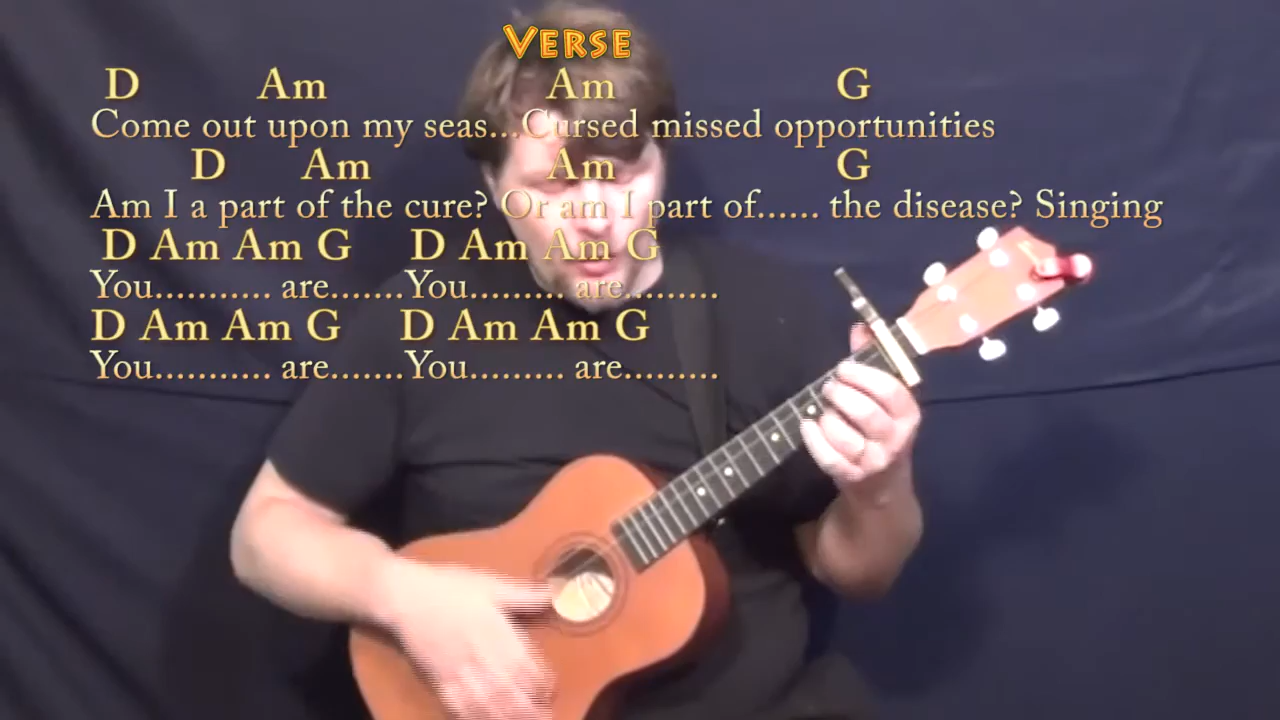 Verse
D Am Am G
Come out upon my seas...Cursed missed opportunities
D Am Am G
Am I a part of the cure? Or am I part of...... the disease? Singing
D Am Am G D Am Am G
You........... are.......You......... are.........
D Am Am G D Am Am G
You........... are.......You......... are.........